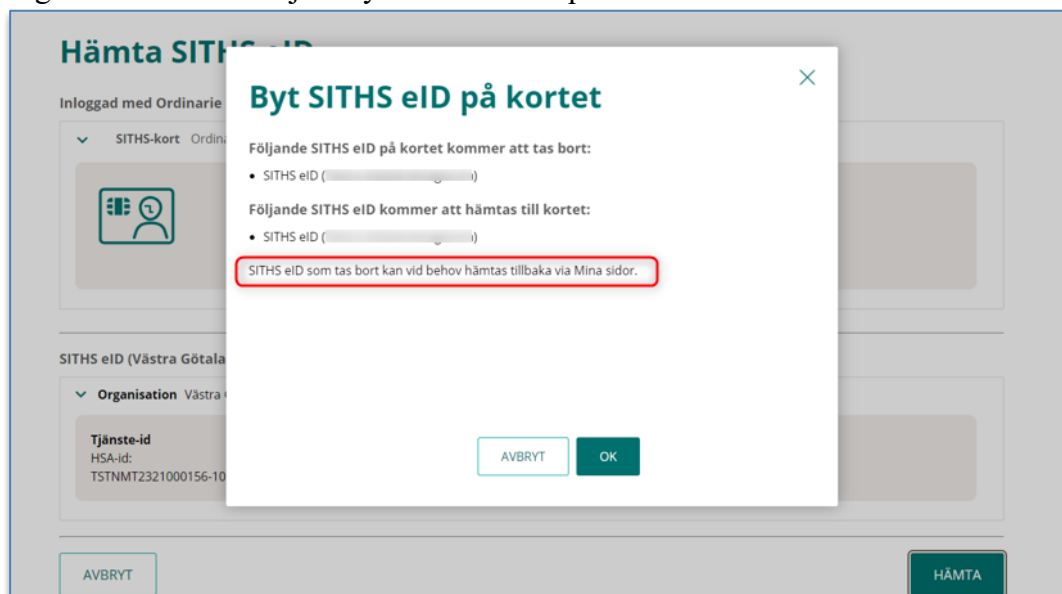 Hämta SITHS eID
Inloggad med Ordinarie
SITHS-kort
Byt SITHS eID på kortet
Följande SITHS eID på kortet kommer att tas bort:
• SITHS eID (
)
Följande SITHS eID kommer att hämtas till kortet:
• SITHS eID (
)
SITHS eID som tas bort kan vid behov hämtas tillbaka via Mina sidor.
AVBRYT
OK
SITHS eID (Västra
Organisation Västra
Tjänste-id
HSA-id:
TSTNMT2321000156-10
AVBRYT
HÄMTA